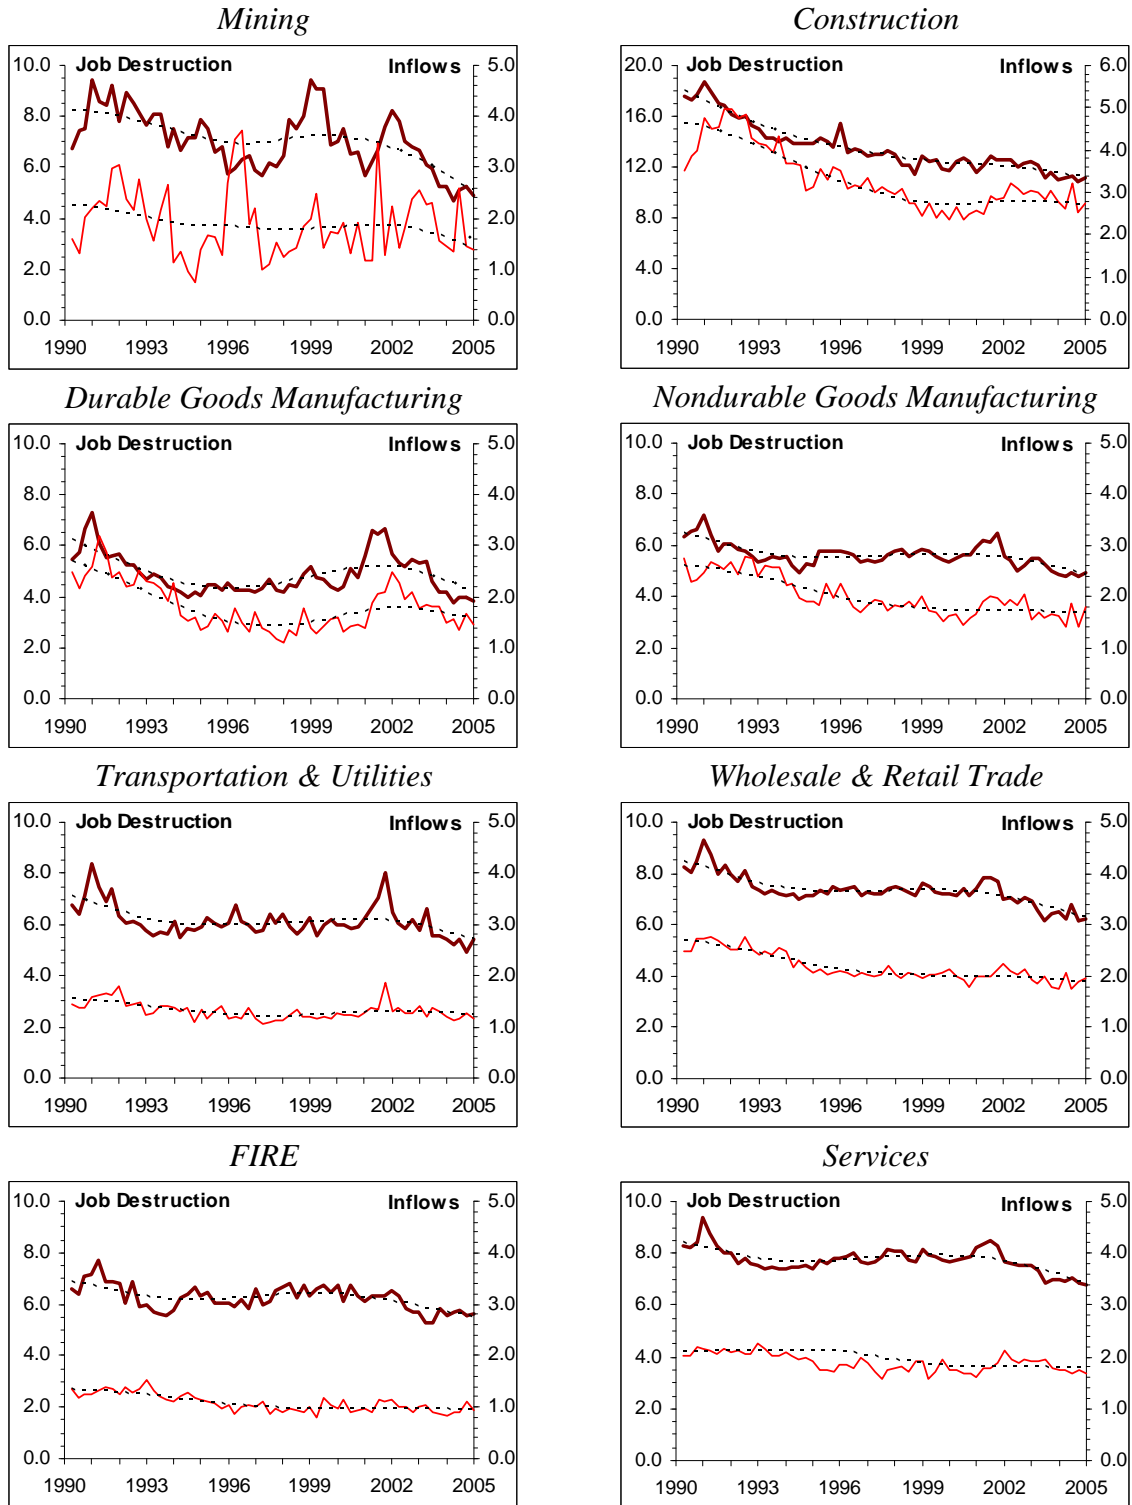 Mining
Job Destruction Inflows
10.0 5.0
8.0 4.0
6.0 3.0
4.0 2.0
2.0 1.0
0.0 0.0
1990 1993 1996 1999 2002 2005
Construction
Job Destruction Inflows
20.0 6.0
16.0 5.0
4.0
12.0 3.0
8.0 2.0
4.0 1.0
0.0 0.0
1990 1993 1996 1999 2002 2005
Durable Goods Manufacturing
Job Destruction Inflows
10.0 5.0
8.0 4.0
6.0 3.0
4.0 2.0
2.0 1.0
0.0 0.0
1990 1993 1996 1999 2002 2005
Nondurable Goods Manufacturing
Job Destruction Inflows
10.0 5.0
8.0 4.0
6.0 3.0
4.0 2.0
2.0 1.0
0.0 0.0
1990 1993 1996 1999 2002 2005
Transportation & Utilities
Job Destruction Inflows
10.0 5.0
8.0 4.0
6.0 3.0
4.0 2.0
2.0 1.0
0.0 0.0
1990 1993 1996 1999 2002 2005
Wholesale & Retail Trade
Job Destruction Inflows
10.0 5.0
8.0 4.0
6.0 3.0
4.0 2.0
2.0 1.0
0.0 0.0
1990 1993 1996 1999 2002 2005
FIRE
Job Destruction Inflows
10.0 5.0
8.0 4.0
6.0 3.0
4.0 2.0
2.0 1.0
0.0 0.0
1990 1993 1996 1999 2002 2005
Services
Job Destruction Inflows
10.0 5.0
8.0 4.0
6.0 3.0
4.0 2.0
2.0 1.0
0.0 0.0
1990 1993 1996 1999 2002 2005